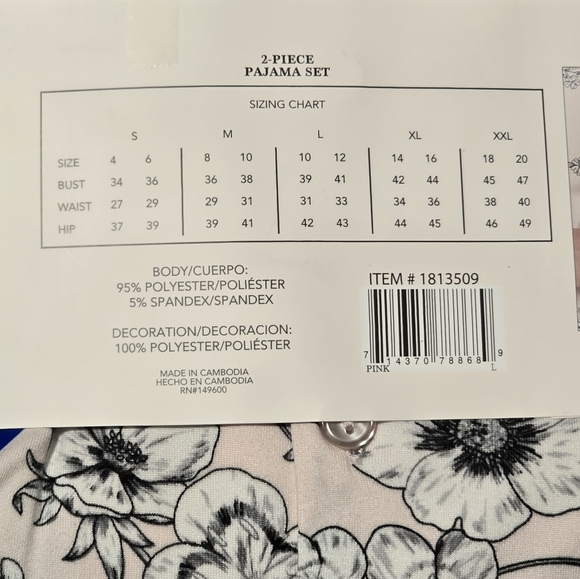 2-PIECE
PAJAMA SET
SIZING CHART
S M L XL XXL
SIZE 4 6 8 10 10 12 14 16 18 20
BUST 34 36 36 38 39 41 42 44 45 47
WAIST 27 29 29 31 31 33 34 36 38 40
HIP 37 39 39 41 42 43 44 45 46 49
BODY/CUERPO:
95% POLYESTER/POLIÉSTER
5% SPANDEX/SPANDEX
DECORATION/DECORACION:
100% POLYESTER/POLIÉSTER
MADE IN CAMBODIA
HECHO EN CAMBODIA
RN#149600
ITEM # 1813509
7 14370 78868 9
PINK L